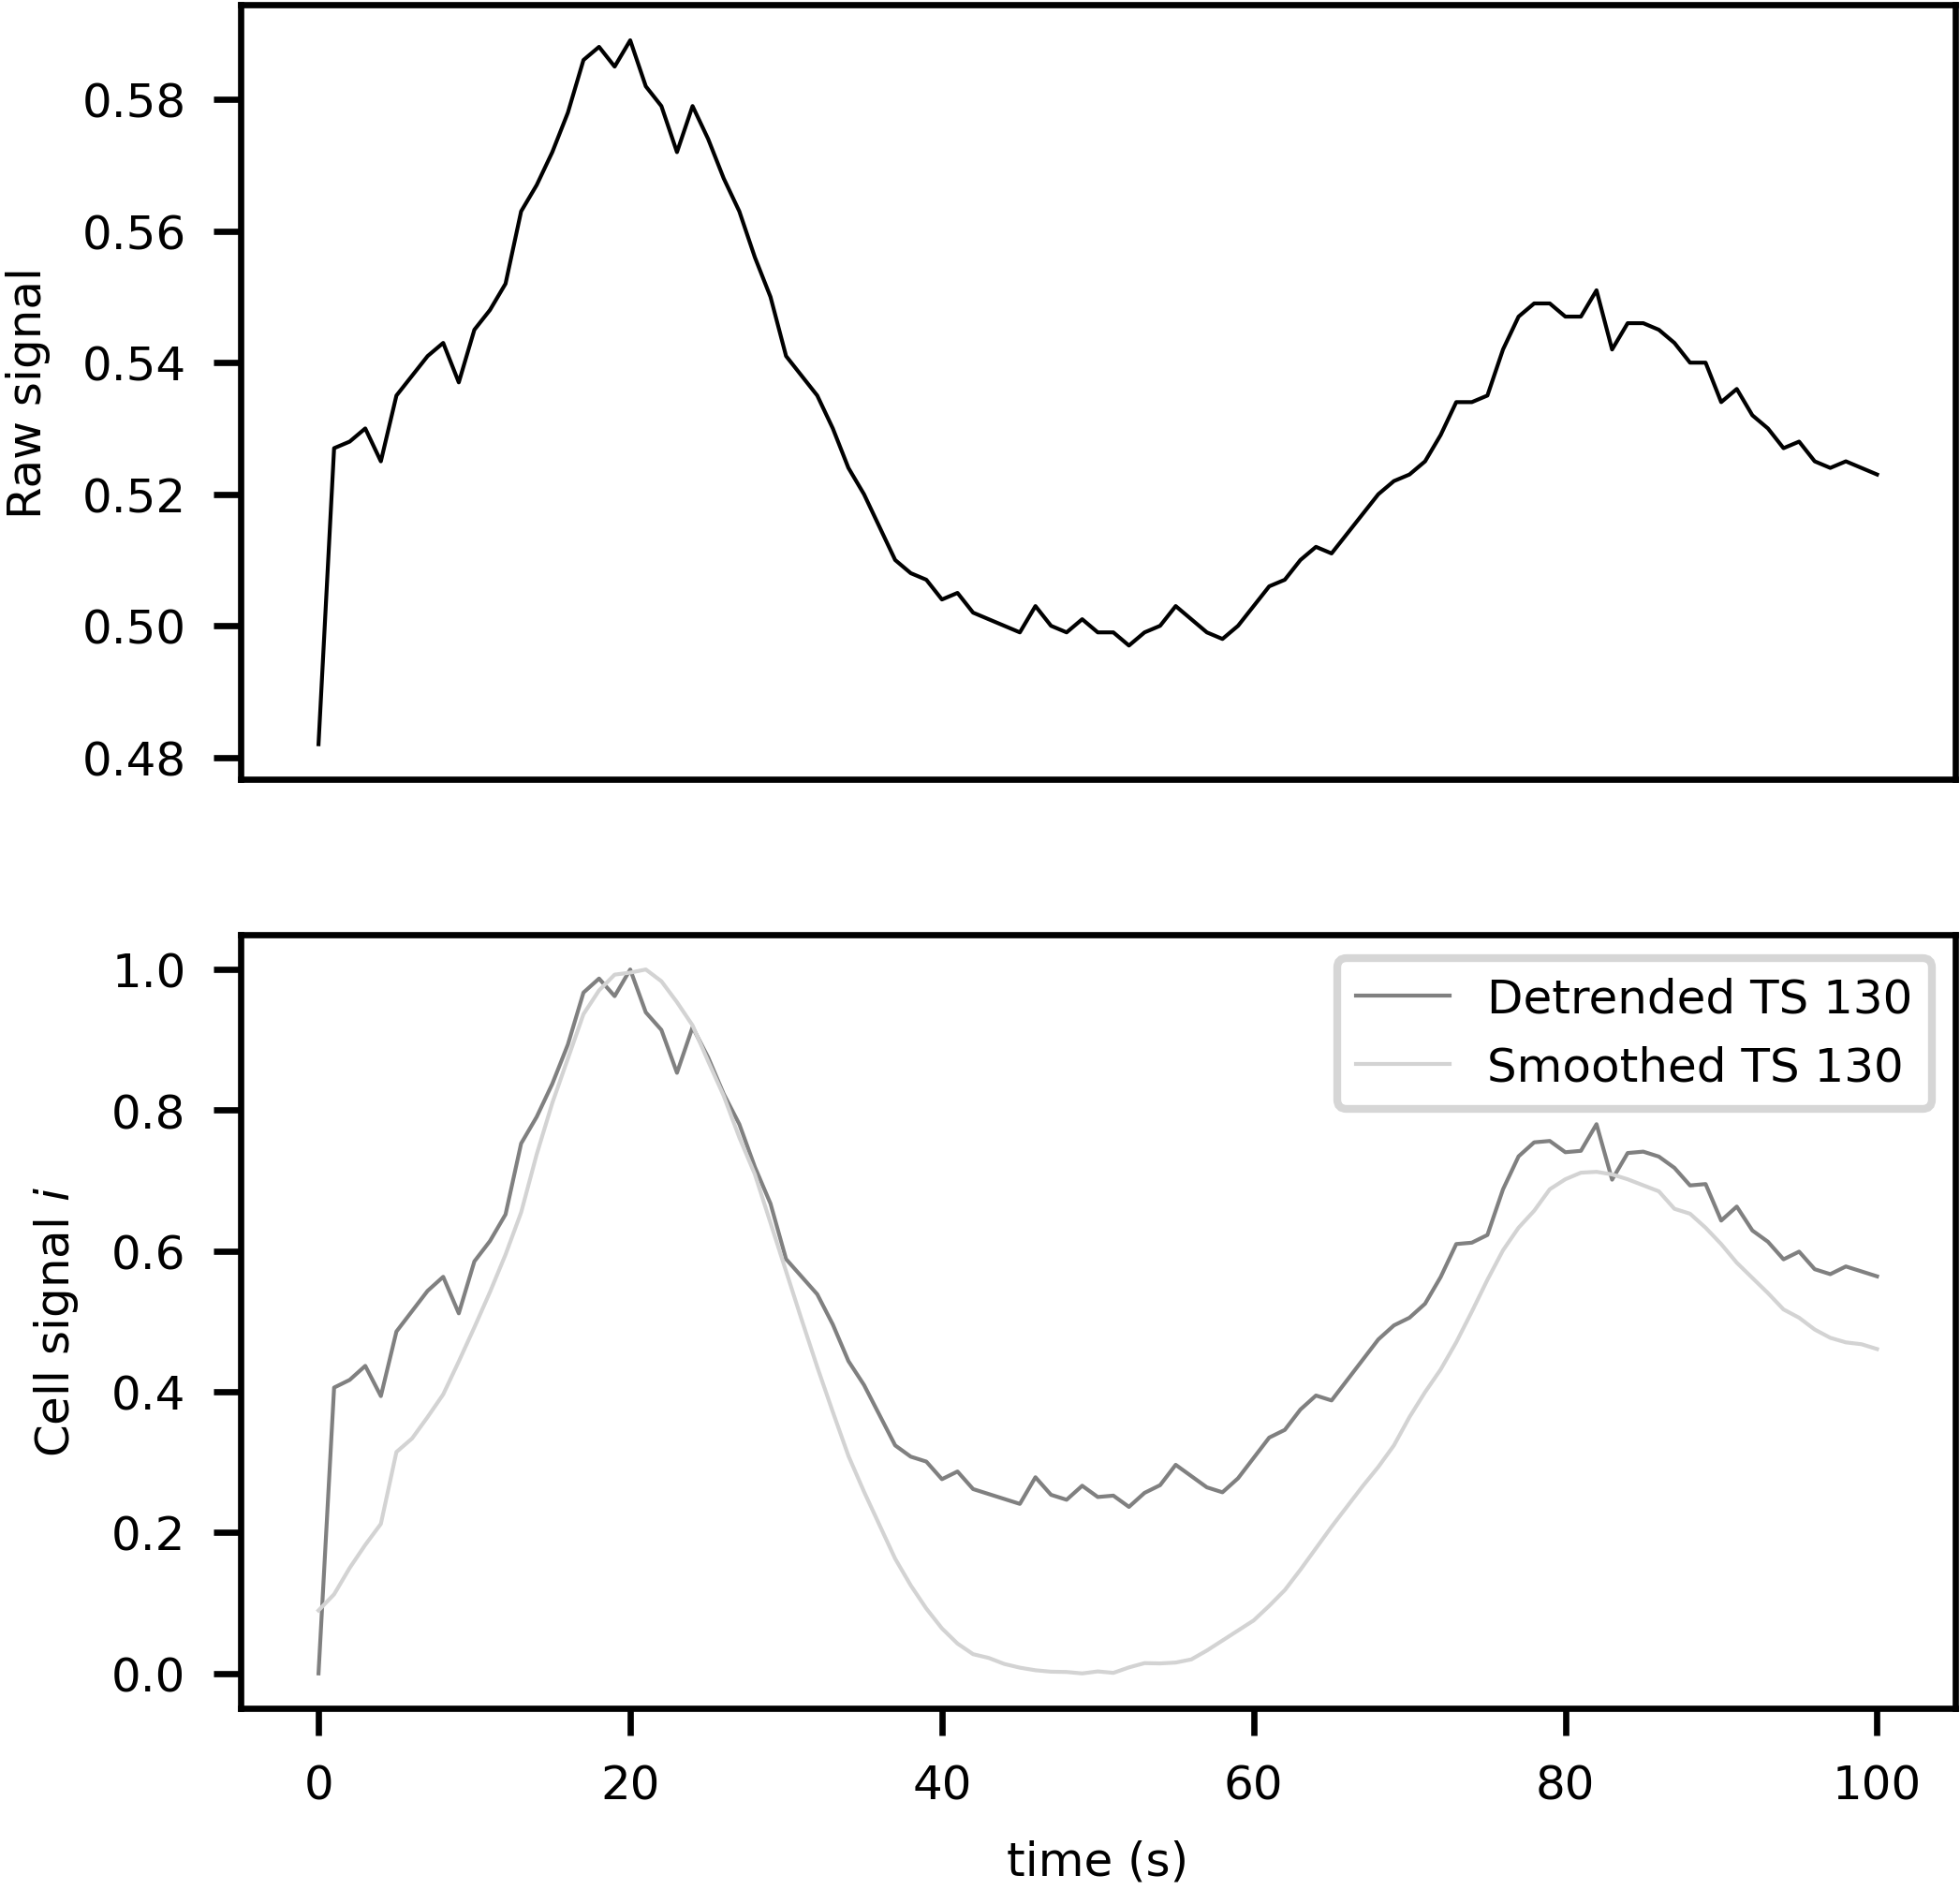 Raw signal
0.58
0.56
0.54
0.52
0.50
0.48
Cell signal i
1.0
0.8
0.6
0.4
0.2
0.0
Detrended TS 130
Smoothed TS 130
0 20 40 60 80 100
time (s)